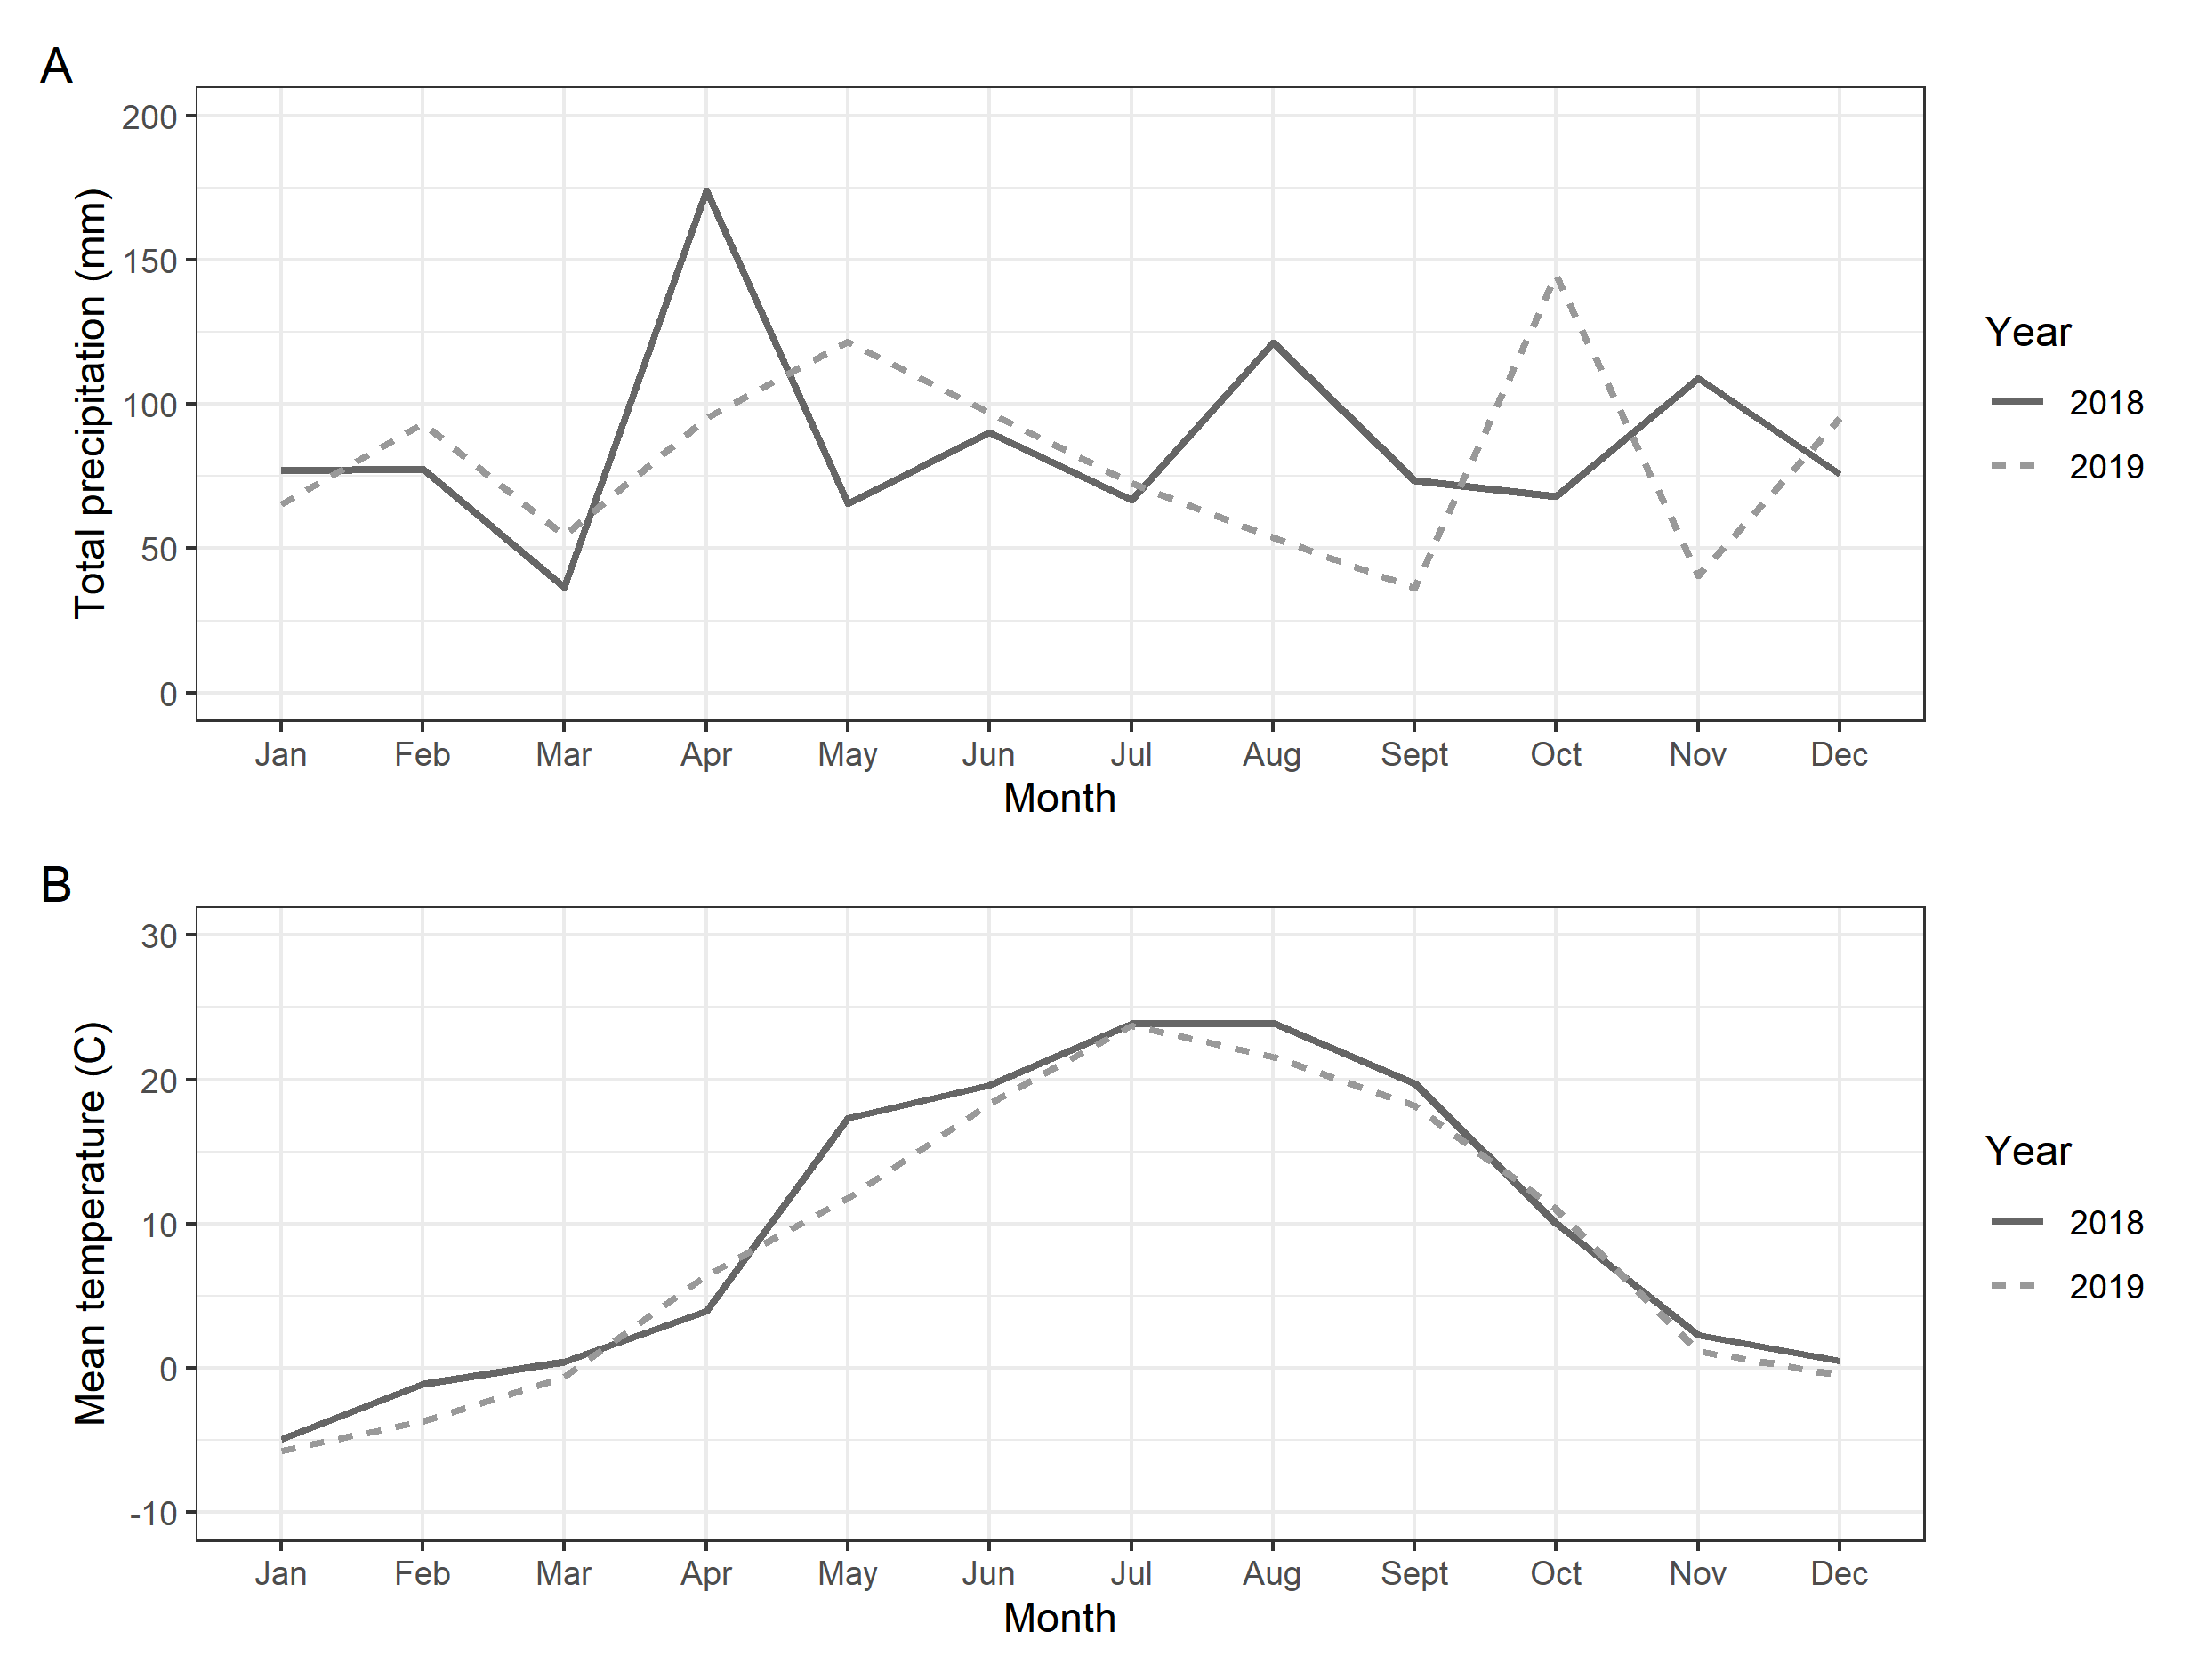 A
Total precipitation (mm)
200
150
100
50
0
Jan Feb Mar Apr May Jun Jul Aug Sept Oct Nov Dec
Month
Year
2018
2019
B
Mean temperature (C)
30
20
10
0
-10
Jan Feb Mar Apr May Jun Jul Aug Sept Oct Nov Dec
Month
Year
2018
2019